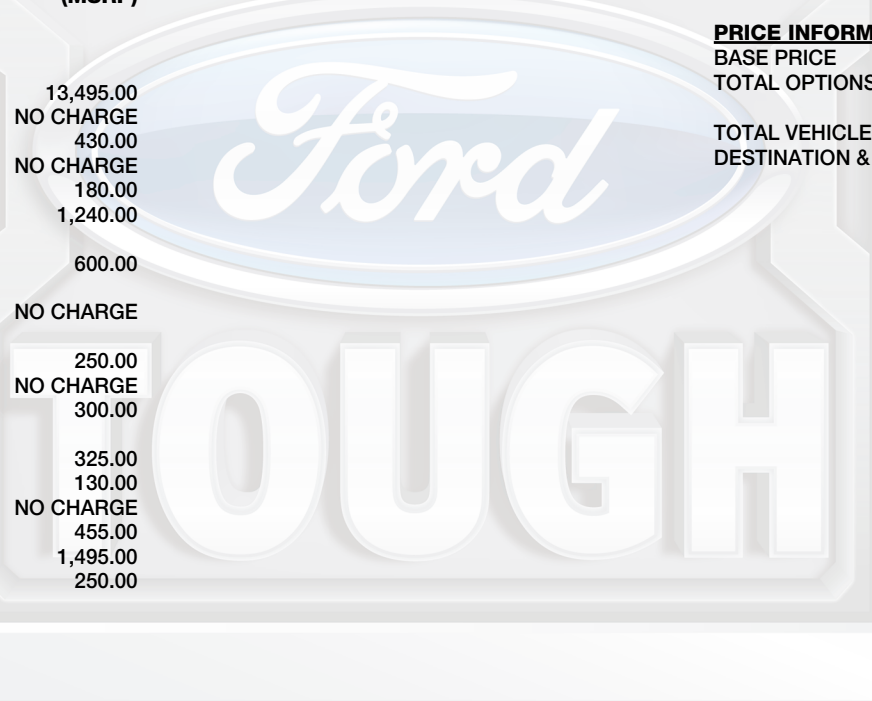 (MSRP)
13,495.00
NO CHARGE
430.00
NO CHARGE
180.00
1,240.00
600.00
NO CHARGE
250.00
NO CHARGE
300.00
325.00
130.00
NO CHARGE
455.00
1,495.00
250.00
PRICE INFORM
BASE PRICE
TOTAL OPTIONS
TOTAL VEHICLE
DESTINATION &
Ford
TOUGH